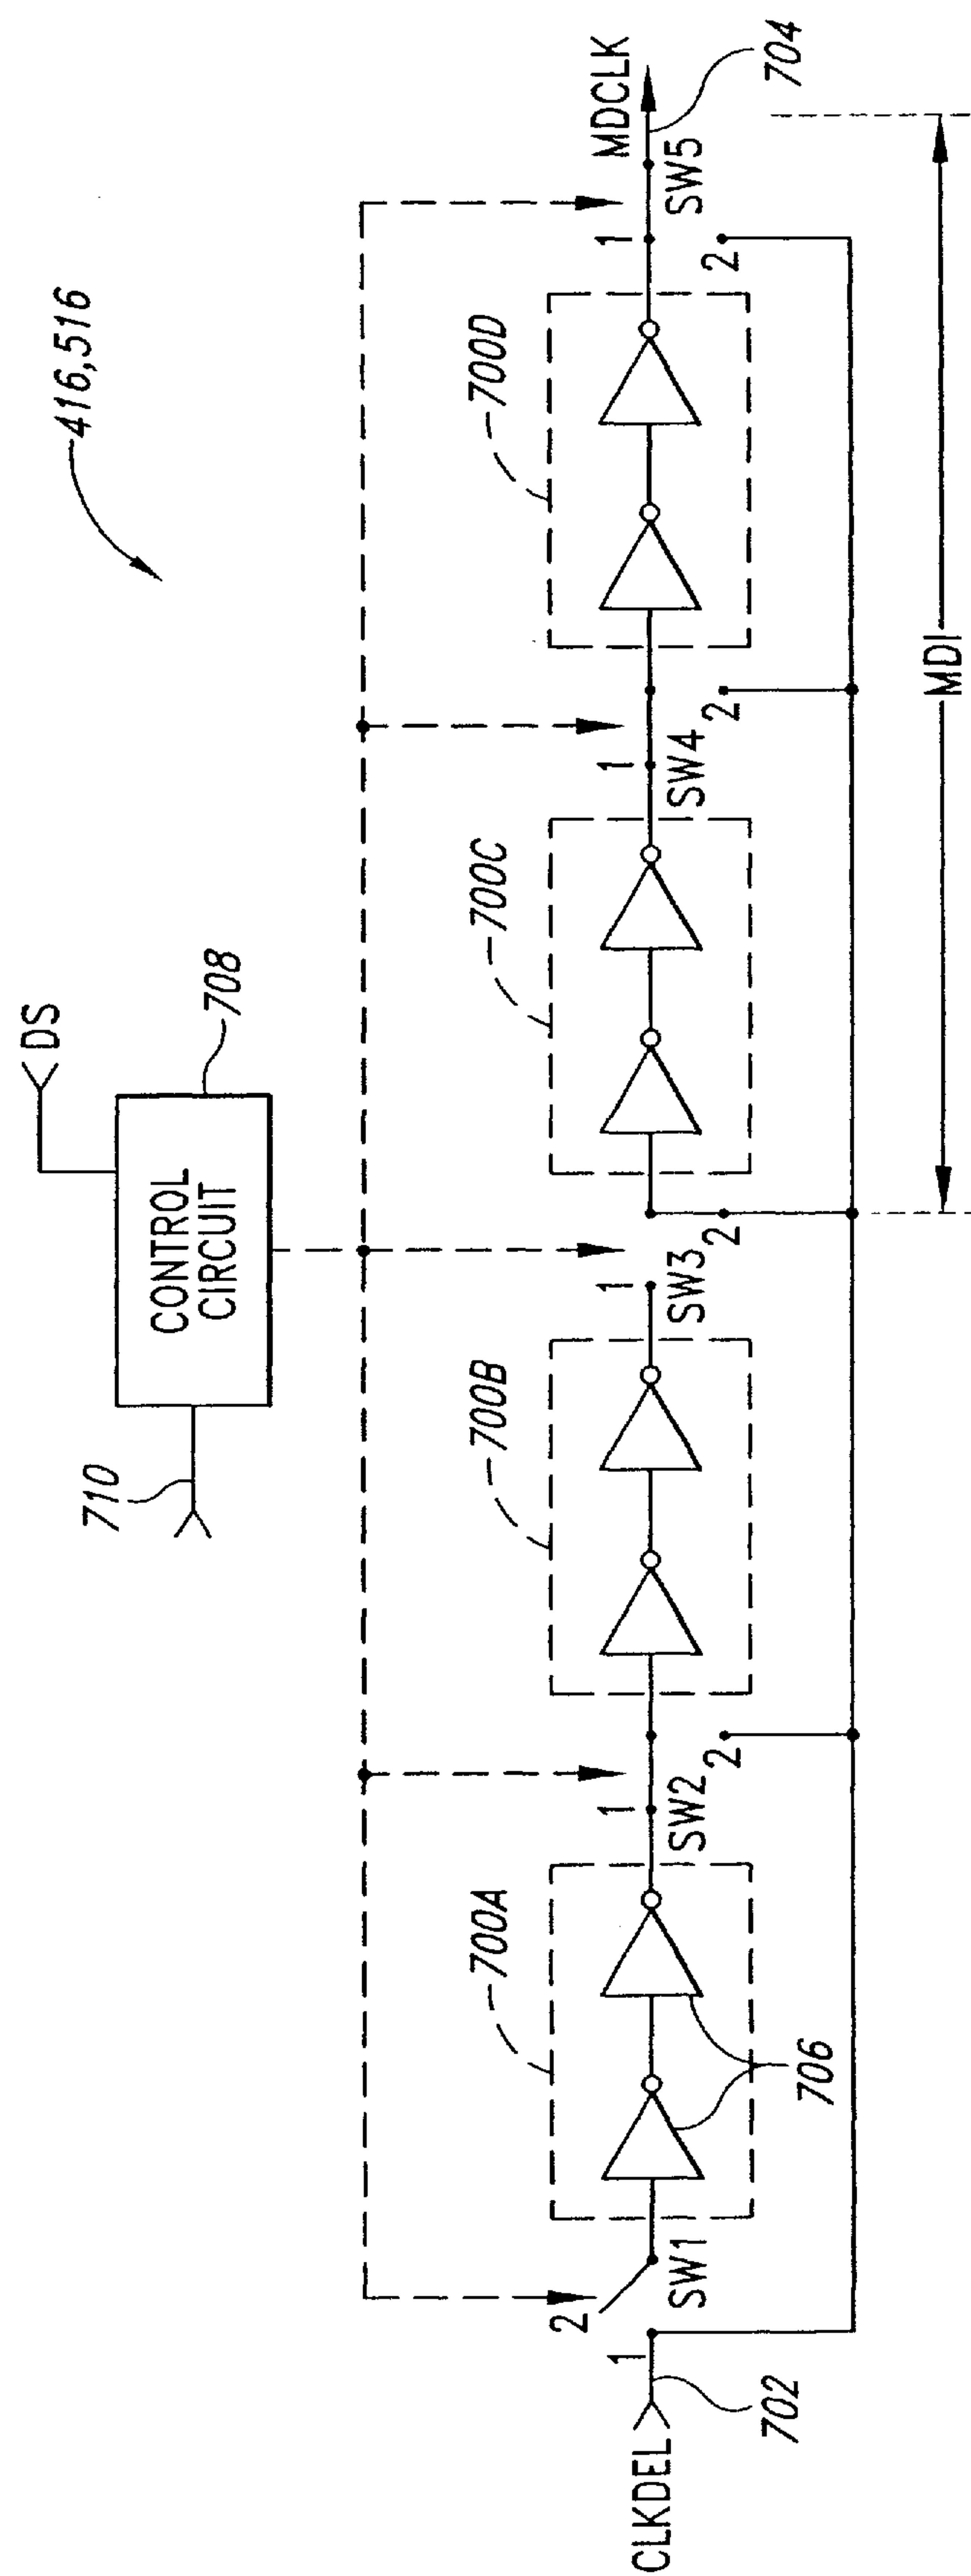 416,516
DS
CONTROL
CIRCUIT
708
710
700A
700B
700C
700D
CLKDEL
702
1
2
SW1
706
1
SW2
2
1
SW3
2
1
SW4
2
1
SW5
2
MDCLK
704
MDI